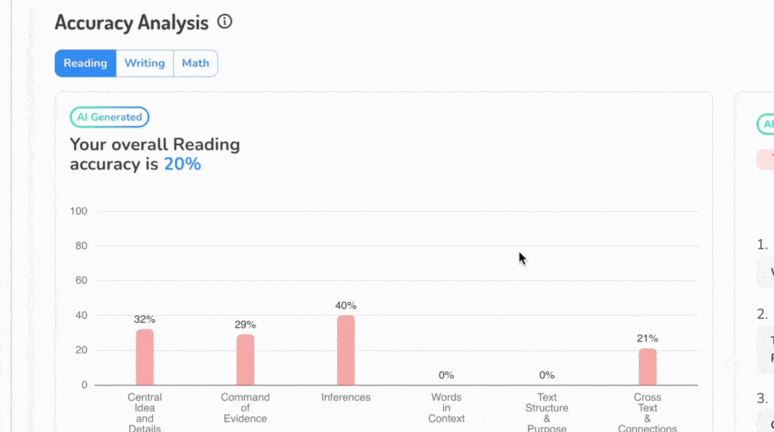 Accuracy Analysis
Reading Writing Math
AI Generated
Your overall Reading
accuracy is 20%
100
80
60
40
20
0
32%
29%
40%
0%
0%
21%
Central
Idea
and
Details
Command
of
Evidence
Inferences
Words
in
Context
Text
Structure
&
Purpose
Cross
Text
&
Connections
1.
2.
3.